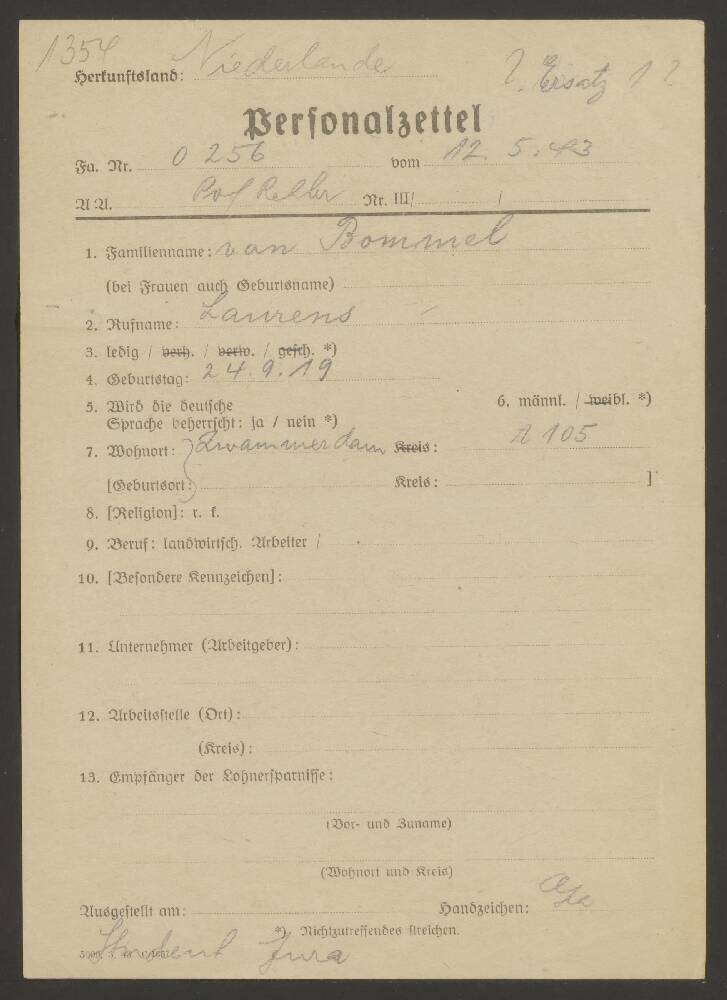 1354
Herkunftsland: Niederlande
? Ersatz 1?
Personalzettel
Fa. Nr. 0 256 vom 12. 5. 43
AA. Nr. III/ /
1. Familienname: van Bommel
(bei Frauen auch Geburtsname)
2. Rufname: Laurens
3. ledig / verh. / verw. / gesch. *)
4. Geburtstag: 24.9.19
5. Wird die deutsche 6. männl. / weibl. *)
Sprache beherrscht: ja / nein *)
7. Wohnort: Zwammerdam Kreis: A 105
[Geburtsort: Kreis: ]
8. [Religion]: r. k.
9. Beruf: landwirtsch. Arbeiter /
10. [Besondere Kennzeichen]:
11. Unternehmer (Arbeitgeber):
12. Arbeitsstelle (Ort):
(Kreis):
13. Empfänger der Lohnersparnisse:
(Vor- und Zuname)
(Wohnort und Kreis)
Ausgestellt am: Handzeichen:
*) Nichtzutreffendes streichen.
Student Jura